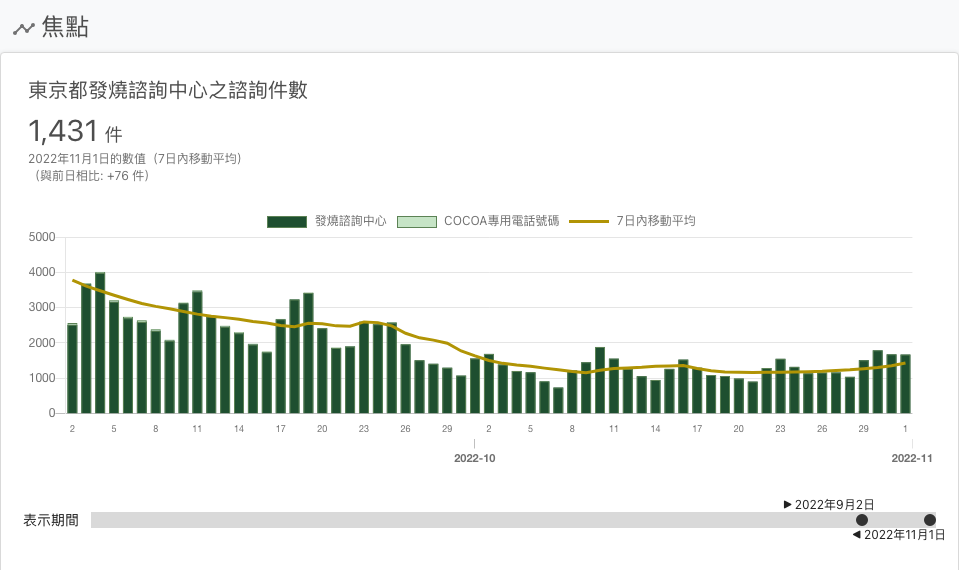 焦點
東京都發燒諮詢中心之諮詢件數
1,431 件
2022年11月1日的數值（7日內移動平均）
（與前日相比: +76 件）
發燒諮詢中心 COCOA專用電話號碼 7日內移動平均
5000
4000
3000
2000
1000
0
2 5 8 11 14 17 20 23 26 29 2 5 8 11 14 17 20 23 26 29 1
2022-10 2022-11
▶ 2022年9月2日
表示期間
◀ 2022年11月1日